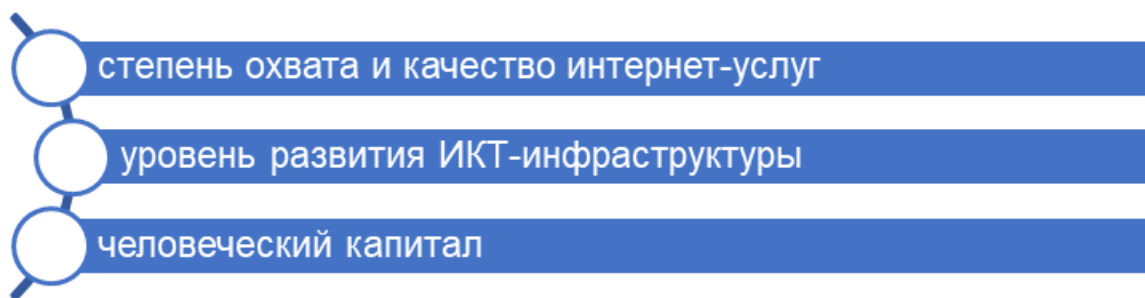 степень охвата и качество интернет-услуг
уровень развития ИКТ-инфраструктуры
человеческий капитал